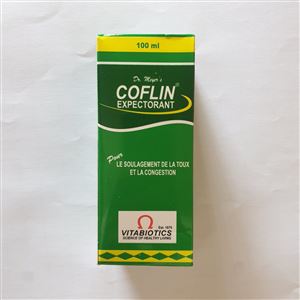 100 ml
Dr. Meyer's
COFLIN®
EXPECTORANT
Pour
LE SOULAGEMENT DE LA TOUX
ET LA CONGESTION
Est. 1971
VITABIOTICS
SCIENCE OF HEALTHY LIVING